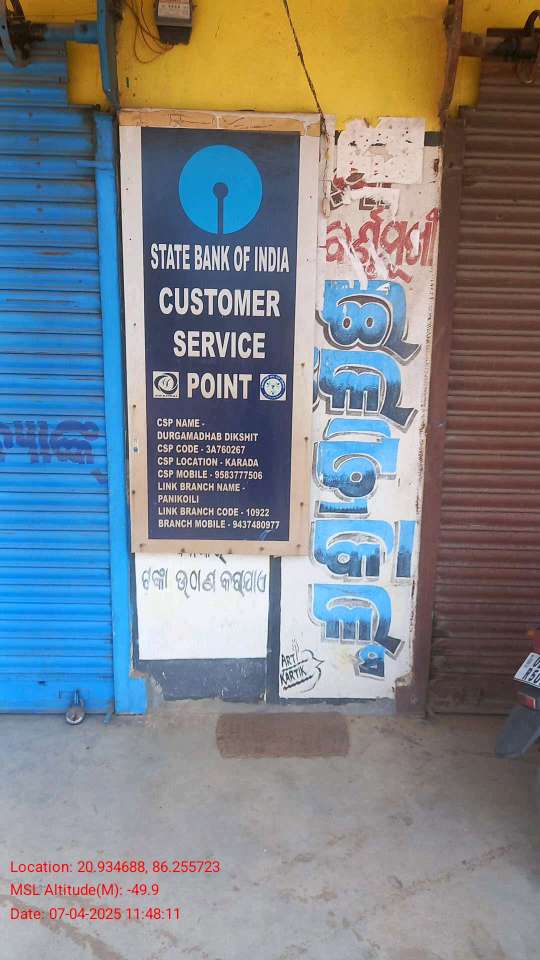 STATE BANK OF INDIA
CUSTOMER
SERVICE
POINT
CSP NAME -
DURGAMADHAB DIKSHIT
CSP CODE - 3A760267
CSP LOCATION - KARADA
CSP MOBILE - 9583777506
LINK BRANCH NAME -
PANIKOILI
LINK BRANCH CODE - 10922
BRANCH MOBILE - 9437480977
ଟଙ୍କା ଉଠାଣ କରାଯାଏ
ART
KARTIK
Location: 20.934688, 86.255723
MSL Altitude(M): -49.9
Date: 07-04-2025 11:48:11